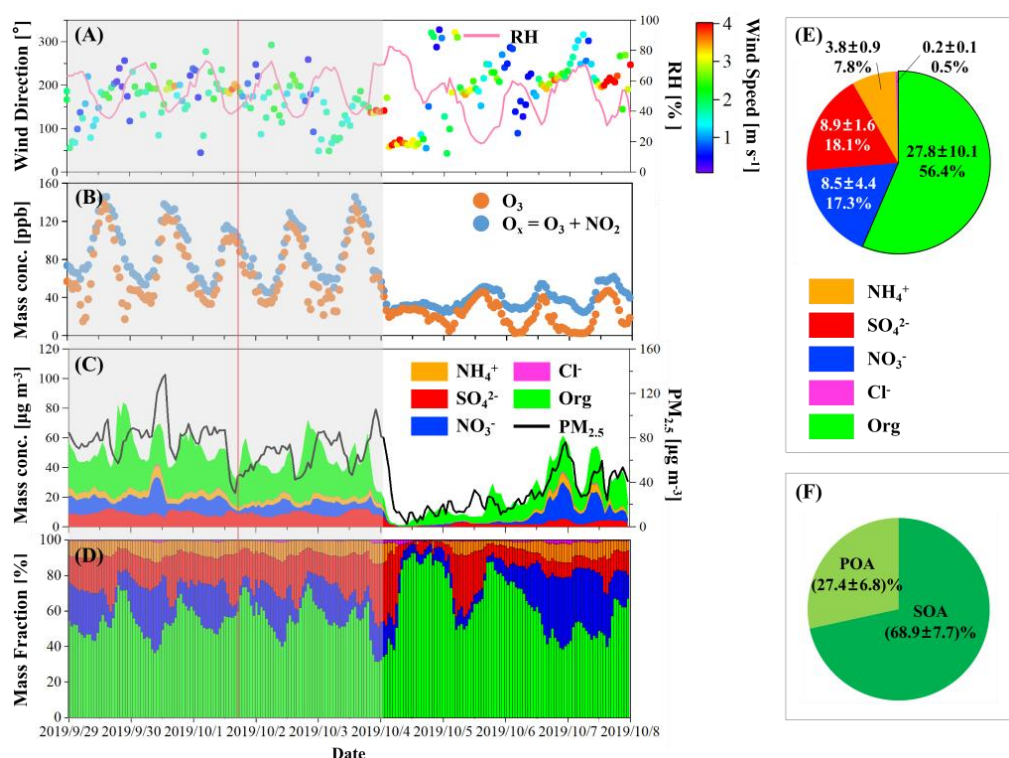 (A)
Wind Direction [°]
300
200
100
0
RH
100
80
60
40
20
0
RH [%]
4
3
2
1
Wind Speed [m s⁻¹]
(B)
Mass conc. [ppb]
160
120
80
40
0
O₃
Oₓ = O₃ + NO₂
(C)
Mass conc. [µg m⁻³]
120
100
80
60
40
20
0
NH₄⁺
Cl⁻
SO₄²⁻
Org
NO₃⁻
PM₂.₅
160
120
80
40
0
PM₂.₅ [µg m⁻³]
(D)
Mass Fraction [%]
100
80
60
40
20
0
2019/9/29 2019/9/30 2019/10/1 2019/10/2 2019/10/3 2019/10/4 2019/10/5 2019/10/6 2019/10/7 2019/10/8
Date
(E)
3.8±0.9
7.8%
0.2±0.1
0.5%
8.9±1.6
18.1%
27.8±10.1
56.4%
8.5±4.4
17.3%
NH₄⁺
SO₄²⁻
NO₃⁻
Cl⁻
Org
(F)
POA
(27.4±6.8)%
SOA
(68.9±7.7)%